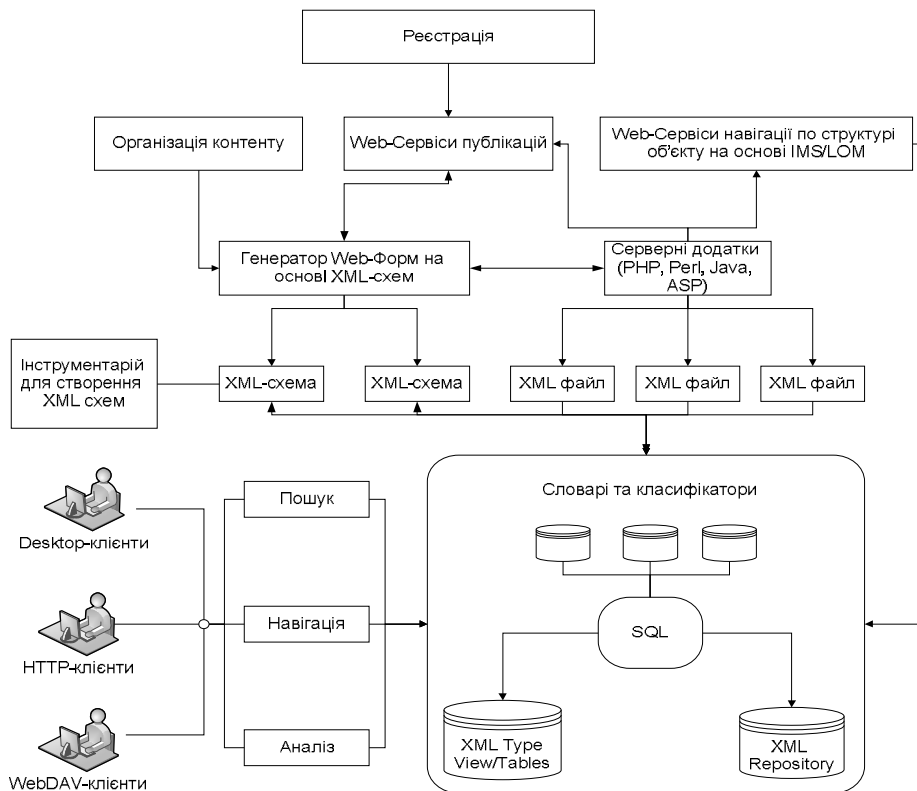 Реєстрація
Організація контенту
Web-Сервіси публікацій
Web-Сервіси навігації по структурі
об'єкту на основі IMS/LOM
Генератор Web-Форм на
основі XML-схем
Серверні додатки
(PHP, Perl, Java,
ASP)
Інструментарій
для створення
XML схем
XML-схема
XML-схема
XML файл
XML файл
XML файл
Desktop-клієнти
HTTP-клієнти
WebDAV-клієнти
Пошук
Навігація
Аналіз
Словарі та класифікатори
SQL
XML Type
View/Tables
XML
Repository